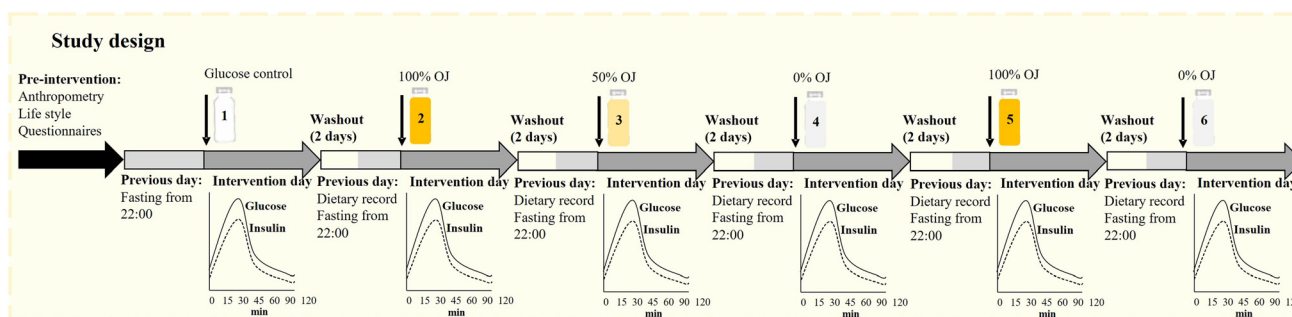 Study design
Pre-intervention:
Anthropometry
Life style
Questionnaires
Glucose control
1
Previous day:
Fasting from
22:00
Intervention day
Glucose
Insulin
0 15 30 45 60 90 120
min
Washout
(2 days)
100% OJ
2
Previous day:
Dietary record
Fasting from
22:00
Intervention day
Glucose
Insulin
0 15 30 45 60 90 120
min
Washout
(2 days)
50% OJ
3
Previous day:
Dietary record
Fasting from
22:00
Intervention day
Glucose
Insulin
0 15 30 45 60 90 120
min
Washout
(2 days)
0% OJ
4
Previous day:
Dietary record
Fasting from
22:00
Intervention day
Glucose
Insulin
0 15 30 45 60 90 120
min
Washout
(2 days)
100% OJ
5
Previous day:
Dietary record
Fasting from
22:00
Intervention day
Glucose
Insulin
0 15 30 45 60 90 120
min
Washout
(2 days)
0% OJ
6
Previous day:
Dietary record
Fasting from
22:00
Intervention day
Glucose
Insulin
0 15 30 45 60 90
min